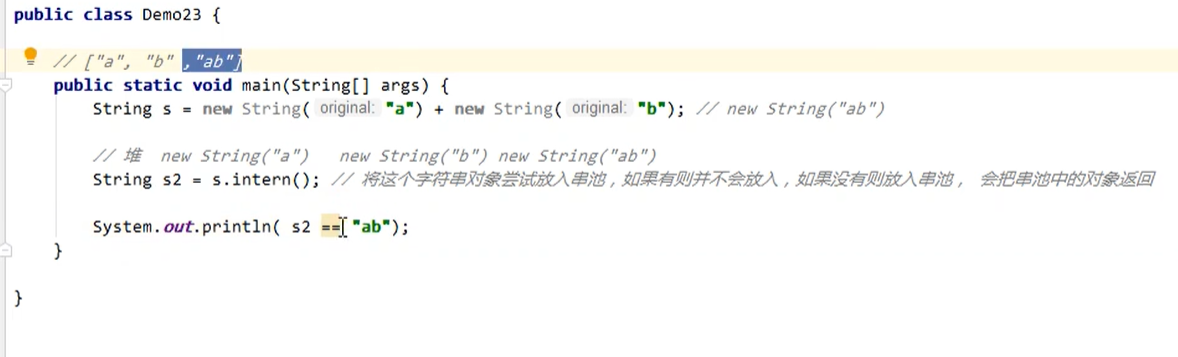 public class Demo23 {
// ["a", "b" ,"ab"]
public static void main(String[] args) {
String s = new String( original: "a") + new String( original: "b"); // new String("ab")
// 堆  new String("a")   new String("b") new String("ab")
String s2 = s.intern(); // 将这个字符串对象尝试放入串池，如果有则并不会放入，如果没有则放入串池， 会把串池中的对象返回
System.out.println( s2 == "ab");
}
}